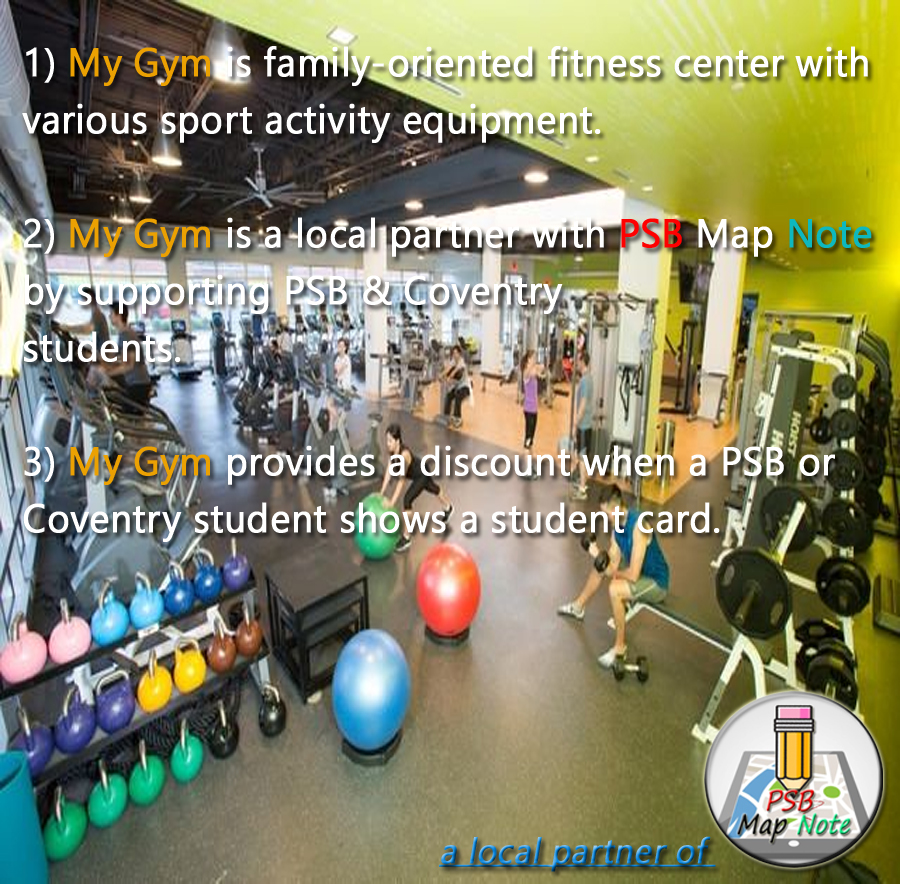 1) My Gym is family-oriented fitness center with
various sport activity equipment.
2) My Gym is a local partner with PSB Map Note
by supporting PSB & Coventry
students.
3) My Gym provides a discount when a PSB or
Coventry student shows a student card.
PSB
Map Note
a local partner of